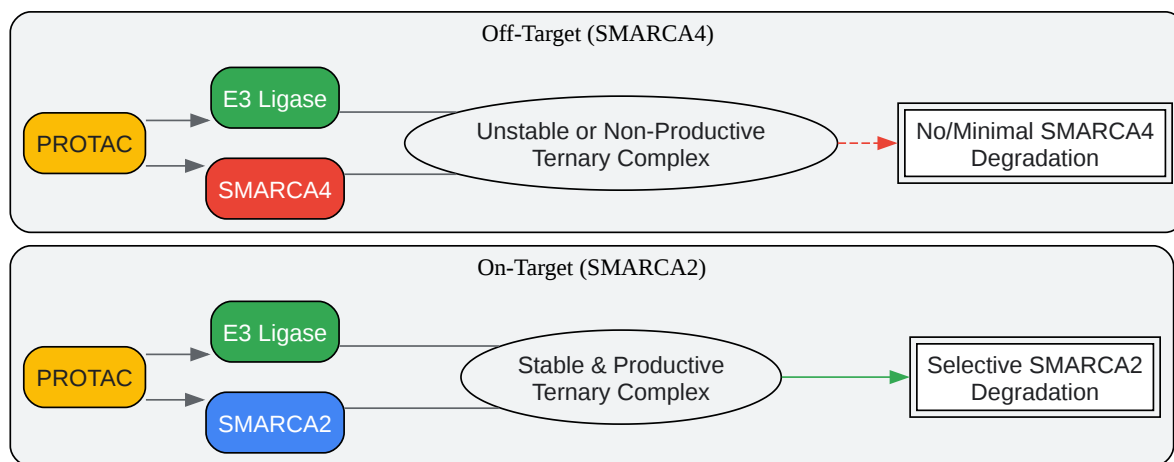 Off-Target (SMARCA4)
E3 Ligase
PROTAC
SMARCA4
Unstable or Non-Productive
Ternary Complex
No/Minimal SMARCA4
Degradation
On-Target (SMARCA2)
E3 Ligase
PROTAC
SMARCA2
Stable & Productive
Ternary Complex
Selective SMARCA2
Degradation